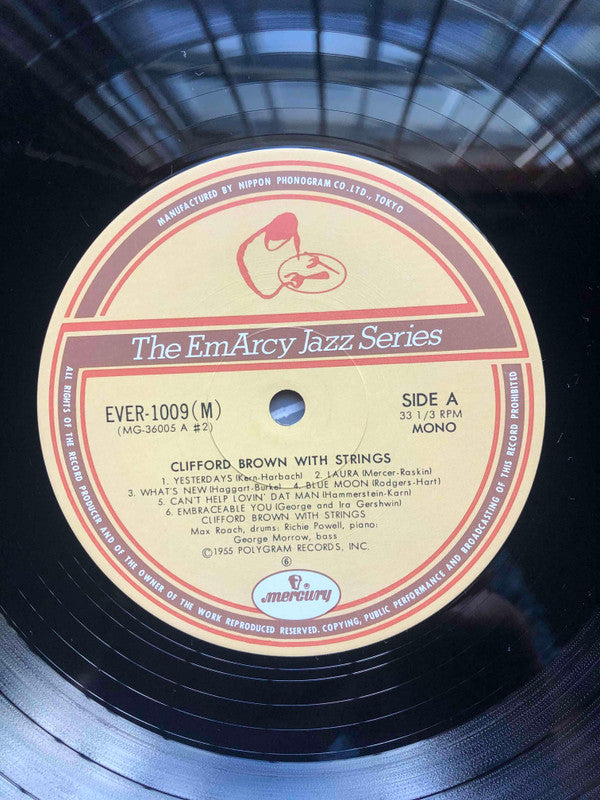 MANUFACTURED BY NIPPON PHONOGRAM CO.LTD., TOKYO
The EmArcy Jazz Series
EVER-1009(M)
(MG-36005 A #2)
SIDE A
33 1/3 RPM
MONO
CLIFFORD BROWN WITH STRINGS
1. YESTERDAYS (Kern-Harbach) 2. LAURA (Mercer-Raskin)
3. WHAT'S NEW (Haggart-Burke) 4. BLUE MOON (Rodgers-Hart)
5. CAN'T HELP LOVIN' DAT MAN (Hammerstein-Karn)
6. EMBRACEABLE YOU (George and Ira Gershwin)
CLIFFORD BROWN WITH STRINGS
Max Roach, drums: Richie Powell, piano:
George Morrow, bass
©1955 POLYGRAM RECORDS, INC.
⑥
mercury®
ALL RIGHTS OF THE RECORD PRODUCER AND OF THE OWNER OF THE WORK REPRODUCED RESERVED. COPYING, PUBLIC PERFORMANCE AND BROADCASTING OF THIS RECORD PROHIBITED